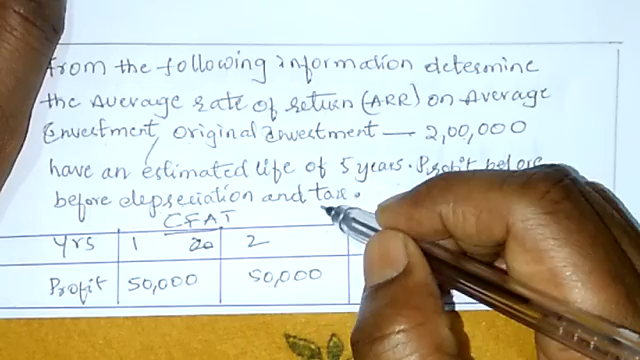 From the following information determine
the Average rate of return (ARR) on Average
Investment, Original Investment — 2,00,000
have an estimated life of 5 years. Profit before
before depreciation and tax.
CFAT
Yrs 1 2
Profit 50,000 50,000